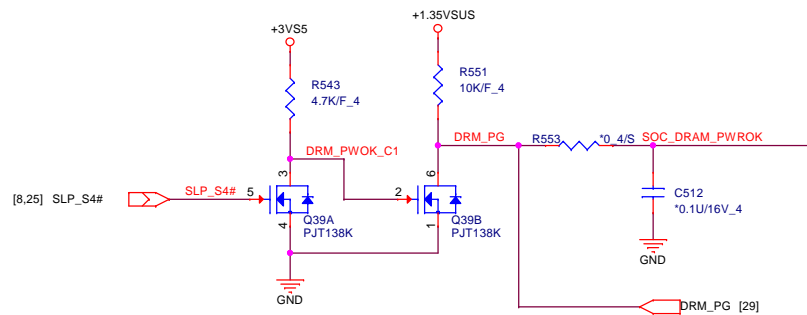 +1.35VSUS
+3VS5
R543
4.7K/F_4
R551
10K/F_4
DRM_PWOK_C1
DRM_PG
R553
*0_4/S
SOC_DRAM_PWROK
3
6
[8,25] SLP_S4#
SLP_S4#
5
2
C512
*0.1U/16V_4
Q39A
PJT138K
Q39B
PJT138K
4
1
GND
GND
DRM_PG [29]